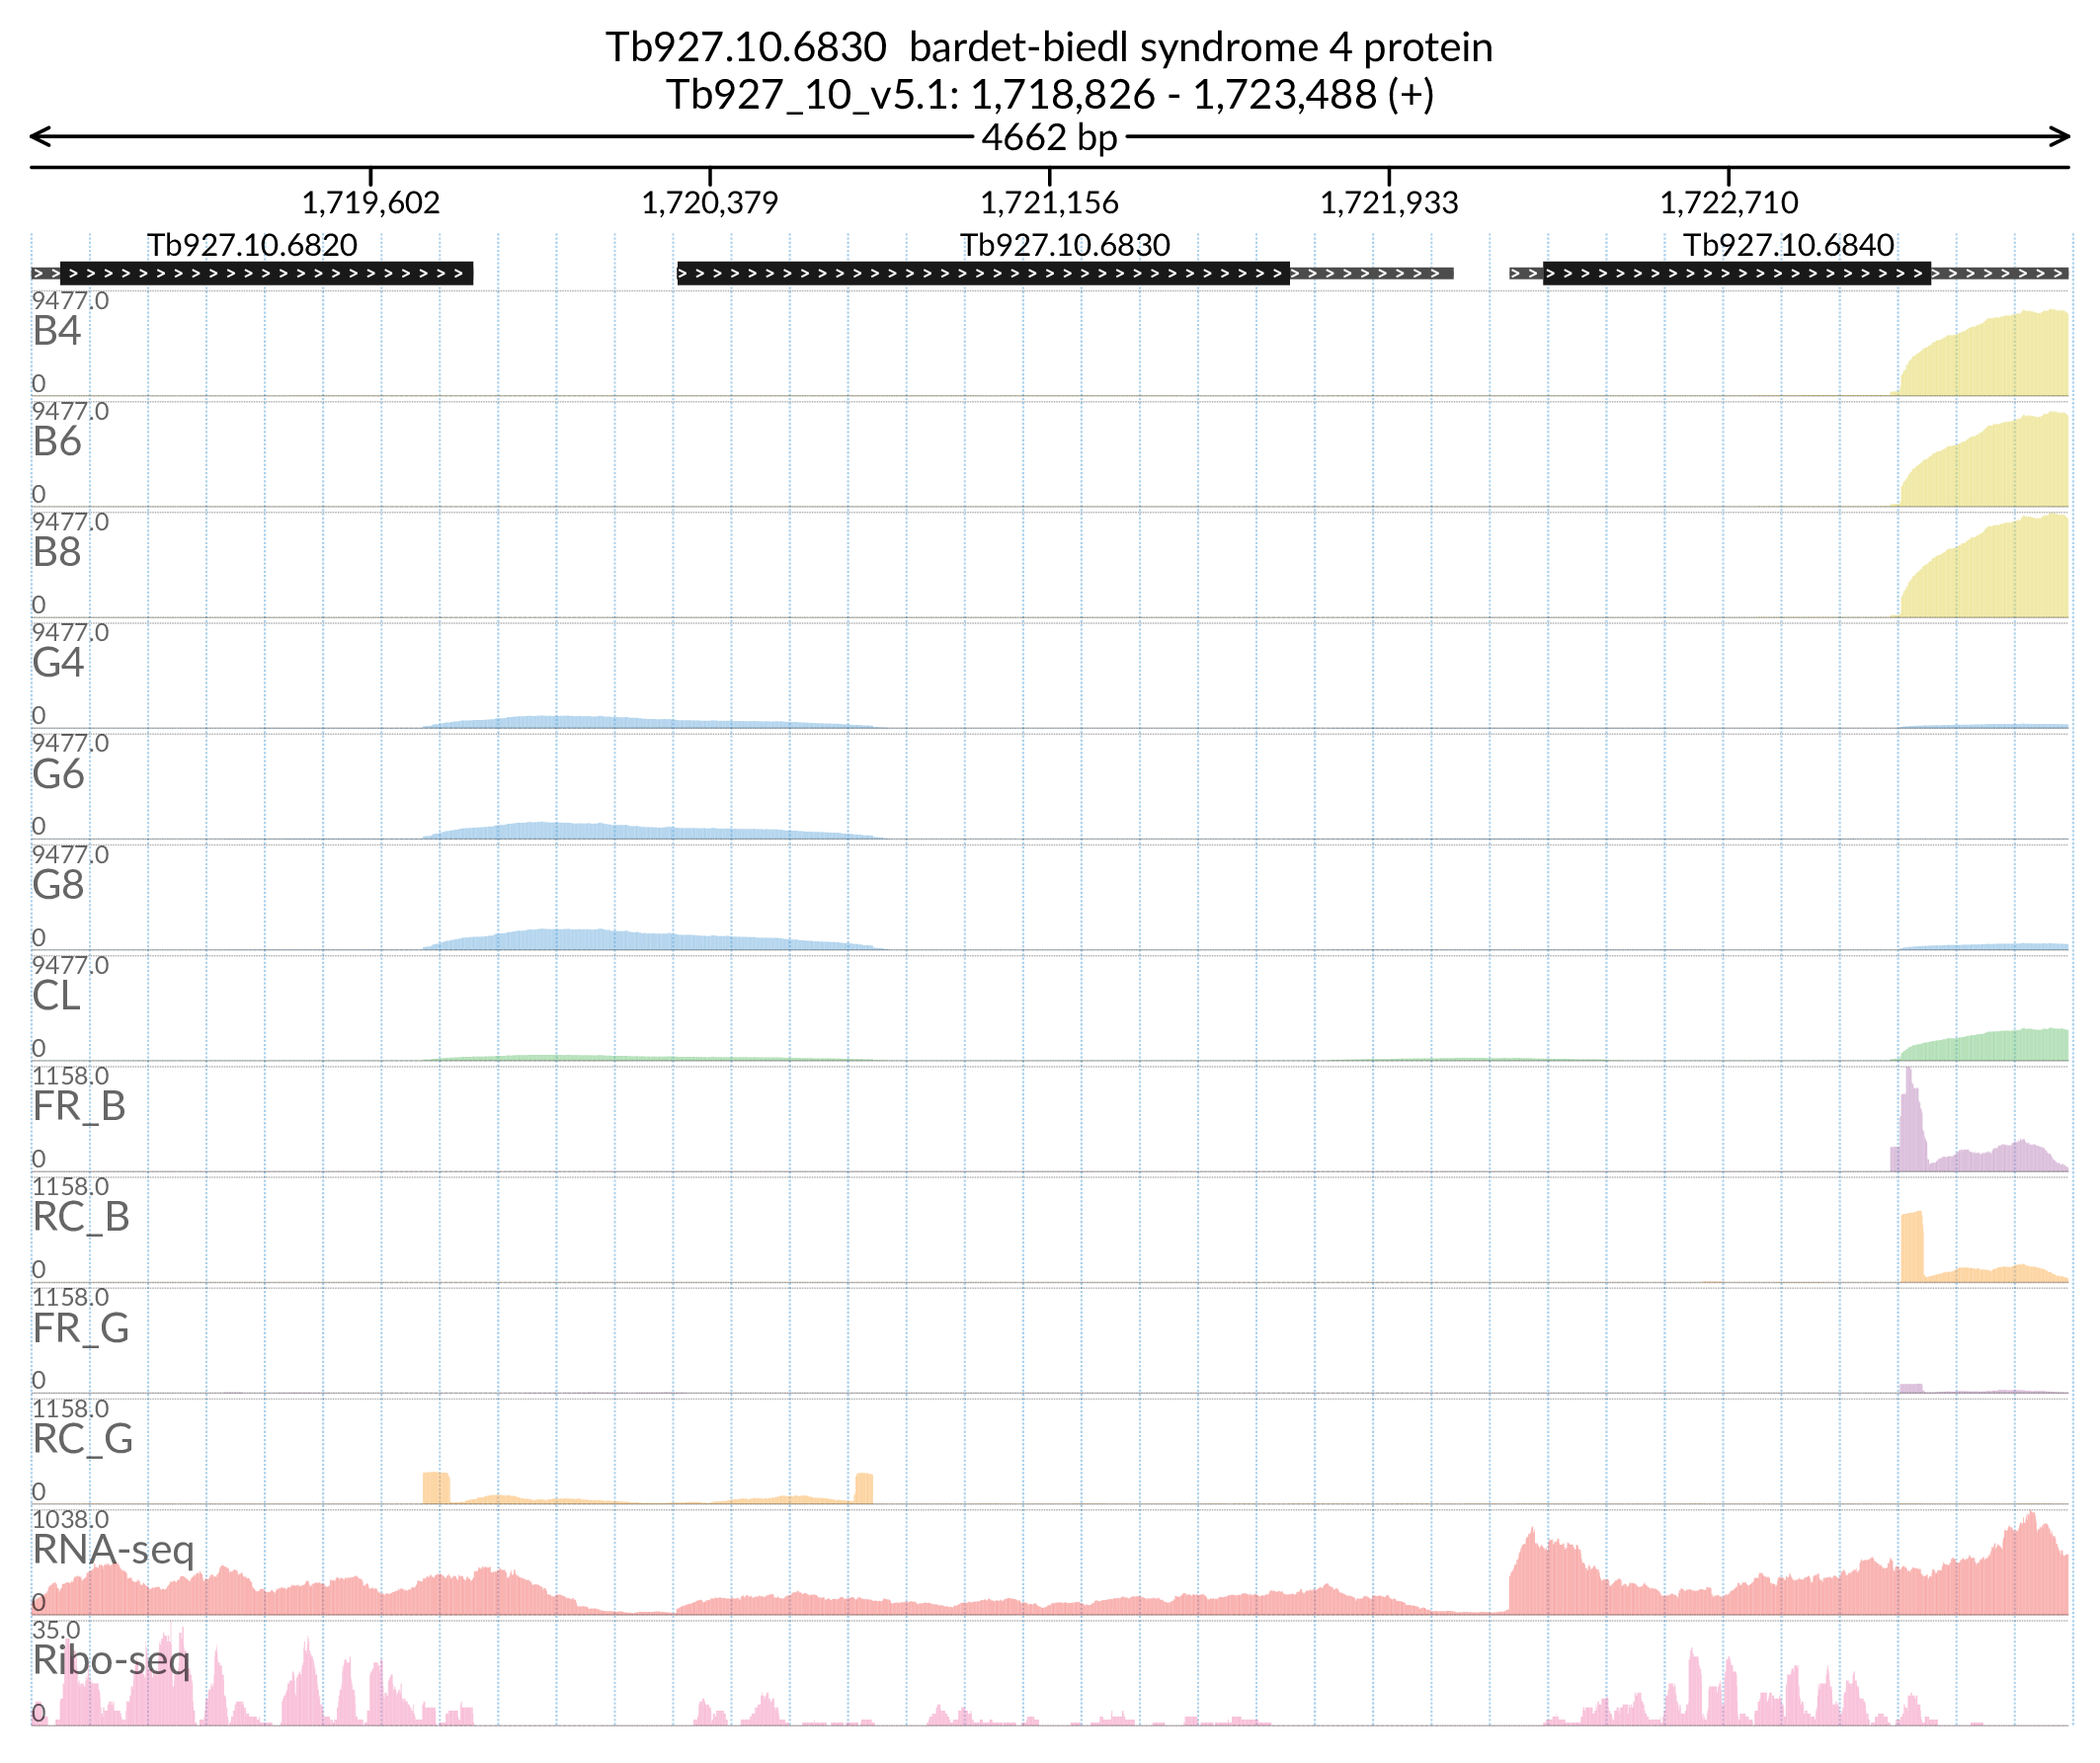 Tb927.10.6830 bardet-biedl syndrome 4 protein
Tb927_10_v5.1: 1,718,826 - 1,723,488 (+)
4662 bp
1,719,602 1,720,379 1,721,156 1,721,933 1,722,710
Tb927.10.6820 Tb927.10.6830 Tb927.10.6840
9477.0
B4
0
9477.0
B6
0
9477.0
B8
0
9477.0
G4
0
9477.0
G6
0
9477.0
G8
0
9477.0
CL
0
1158.0
FR_B
0
1158.0
RC_B
0
1158.0
FR_G
0
1158.0
RC_G
0
1038.0
RNA-seq
0
35.0
Ribo-seq
0